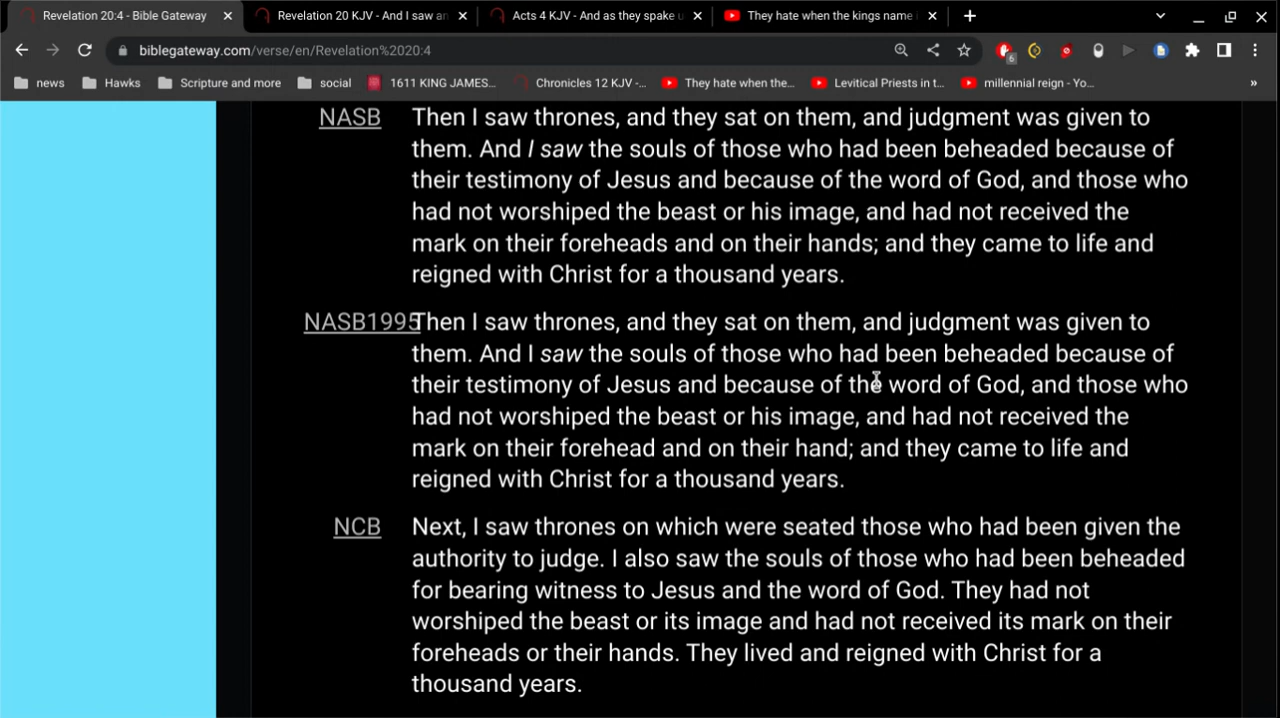 Revelation 20:4 - Bible Gateway
Revelation 20 KJV - And I saw an
Acts 4 KJV - And as they spake u
They hate when the kings name i
biblegateway.com/verse/en/Revelation%2020:4
6
news
Hawks
Scripture and more
social
1611 KING JAMES...
Chronicles 12 KJV -...
They hate when the...
Levitical Priests in t...
millennial reign - Yo...
»
NASB
Then I saw thrones, and they sat on them, and judgment was given to
them. And I saw the souls of those who had been beheaded because of
their testimony of Jesus and because of the word of God, and those who
had not worshiped the beast or his image, and had not received the
mark on their foreheads and on their hands; and they came to life and
reigned with Christ for a thousand years.
NASB1995
Then I saw thrones, and they sat on them, and judgment was given to
them. And I saw the souls of those who had been beheaded because of
their testimony of Jesus and because of the word of God, and those who
had not worshiped the beast or his image, and had not received the
mark on their forehead and on their hand; and they came to life and
reigned with Christ for a thousand years.
NCB
Next, I saw thrones on which were seated those who had been given the
authority to judge. I also saw the souls of those who had been beheaded
for bearing witness to Jesus and the word of God. They had not
worshiped the beast or its image and had not received its mark on their
foreheads or their hands. They lived and reigned with Christ for a
thousand years.